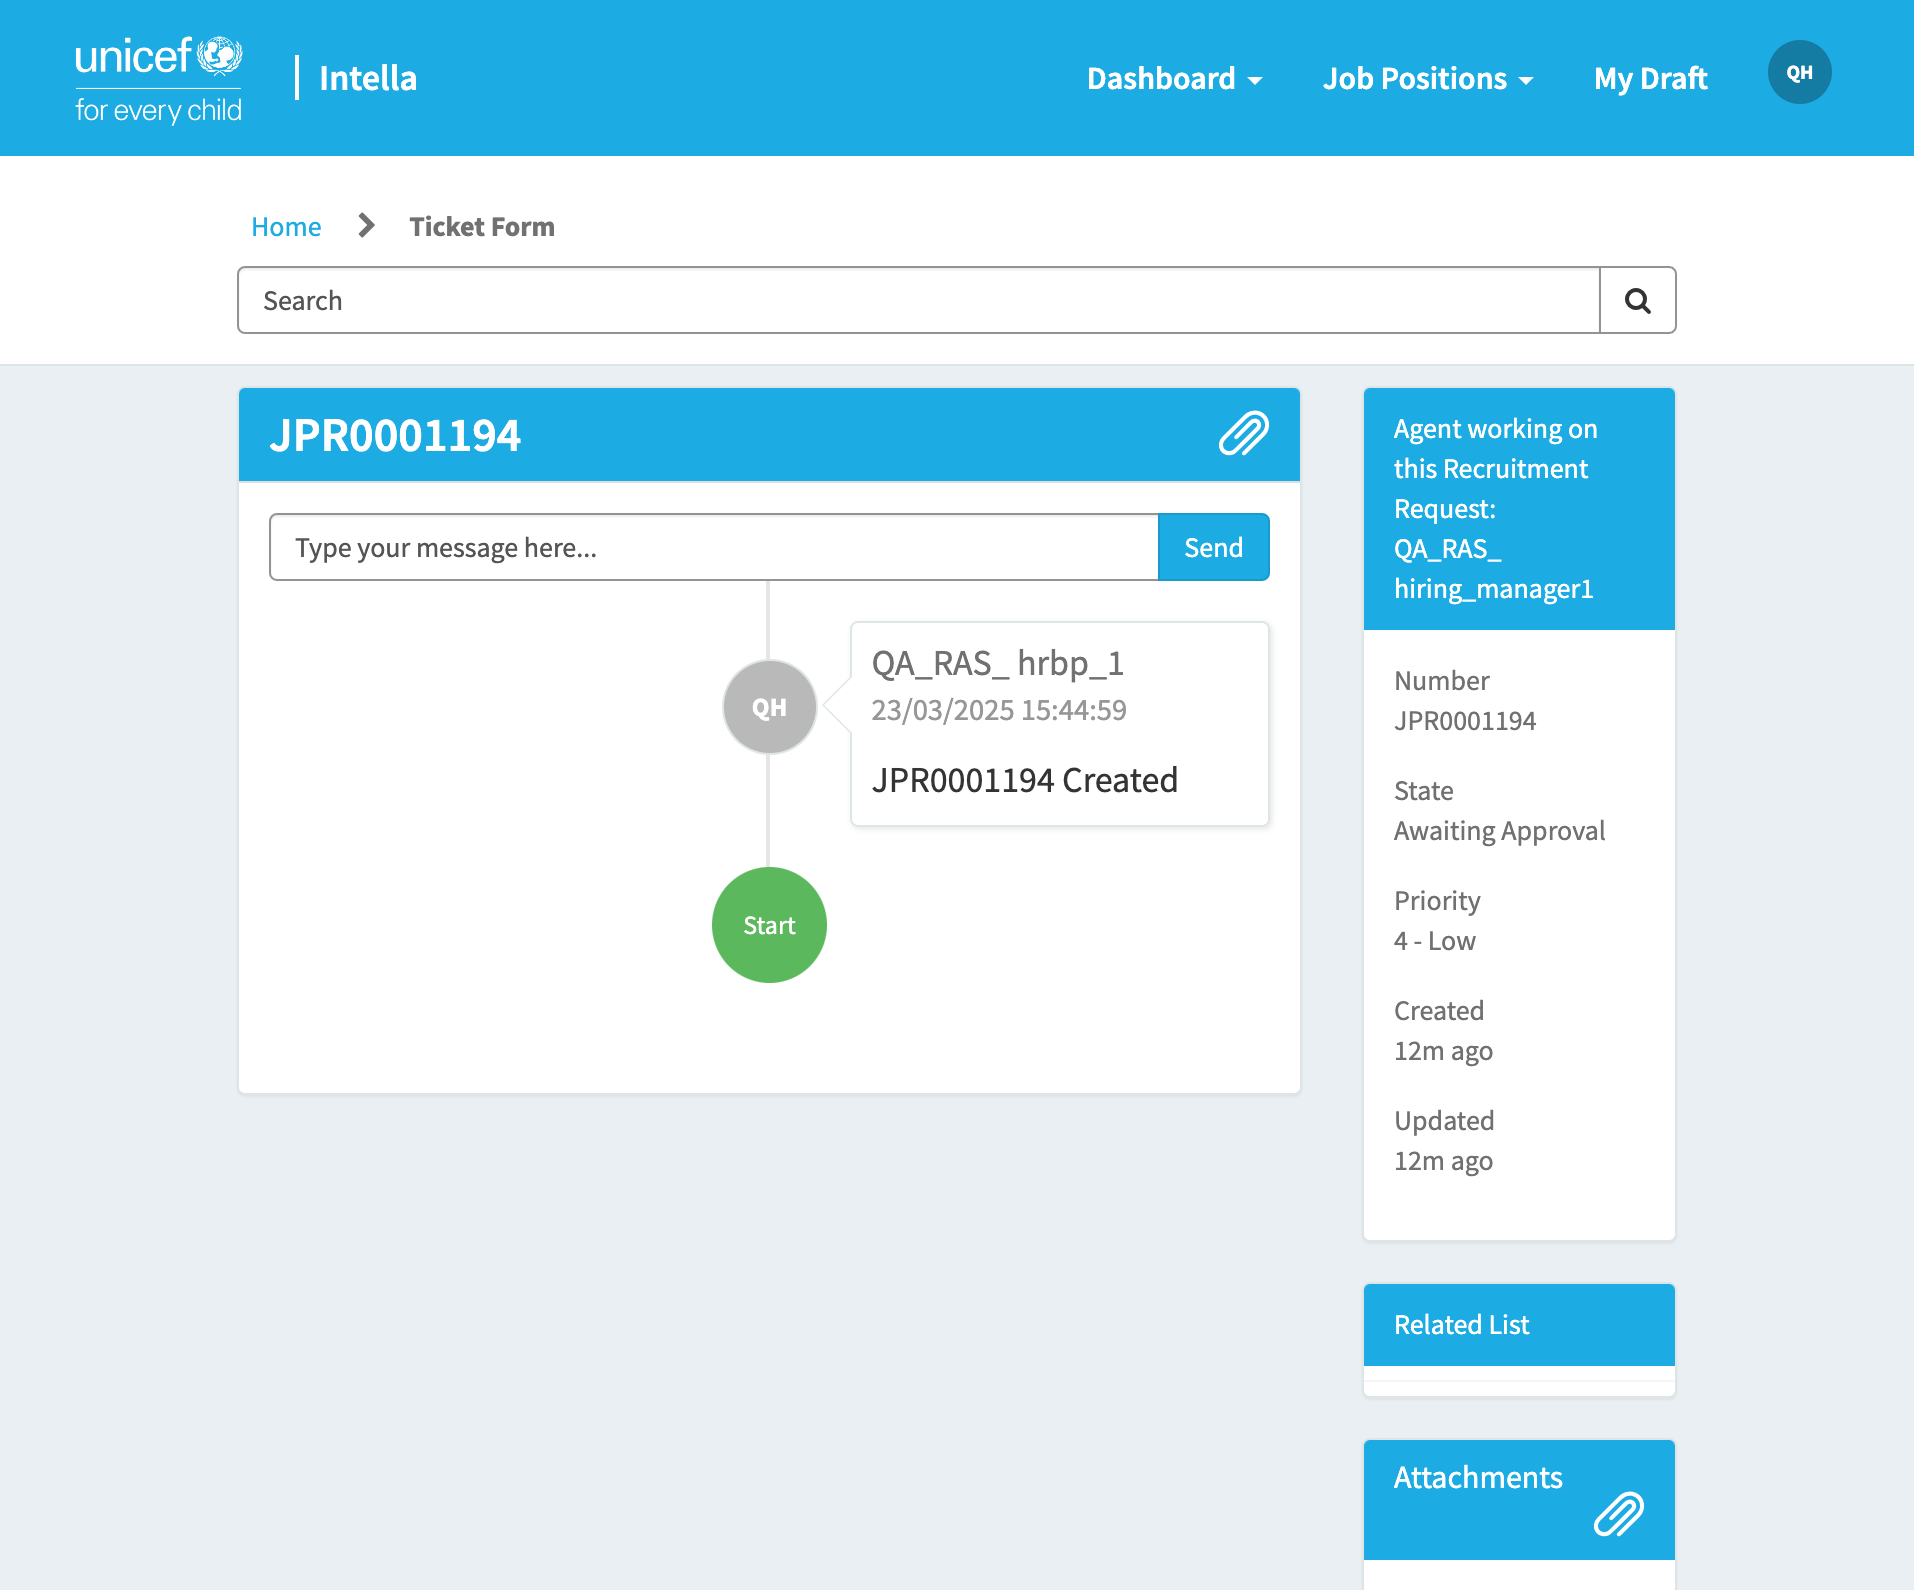 unicef
for every child
Intella
Dashboard
Job Positions
My Draft
QH
Home
Ticket Form
Search
JPR0001194
Type your message here...
Send
QH
QA_RAS_ hrbp_1
23/03/2025 15:44:59
JPR0001194 Created
Start
Agent working on
this Recruitment
Request:
QA_RAS_
hiring_manager1
Number
JPR0001194
State
Awaiting Approval
Priority
4 - Low
Created
12m ago
Updated
12m ago
Related List
Attachments